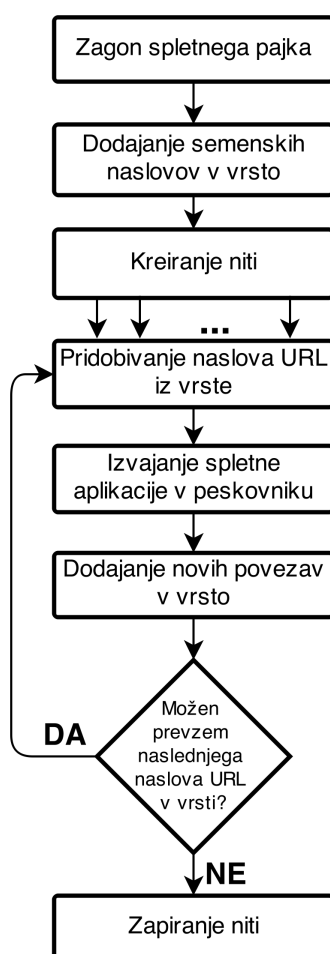 Zagon spletnega pajka
Dodajanje semenskih
naslovov v vrsto
Kreiranje niti
...
Pridobivanje naslova URL
iz vrste
Izvajanje spletne
aplikacije v peskovniku
Dodajanje novih povezav
v vrsto
Možen
prevzem
naslednjega
naslova URL
v vrsti?
DA
NE
Zapiranje niti